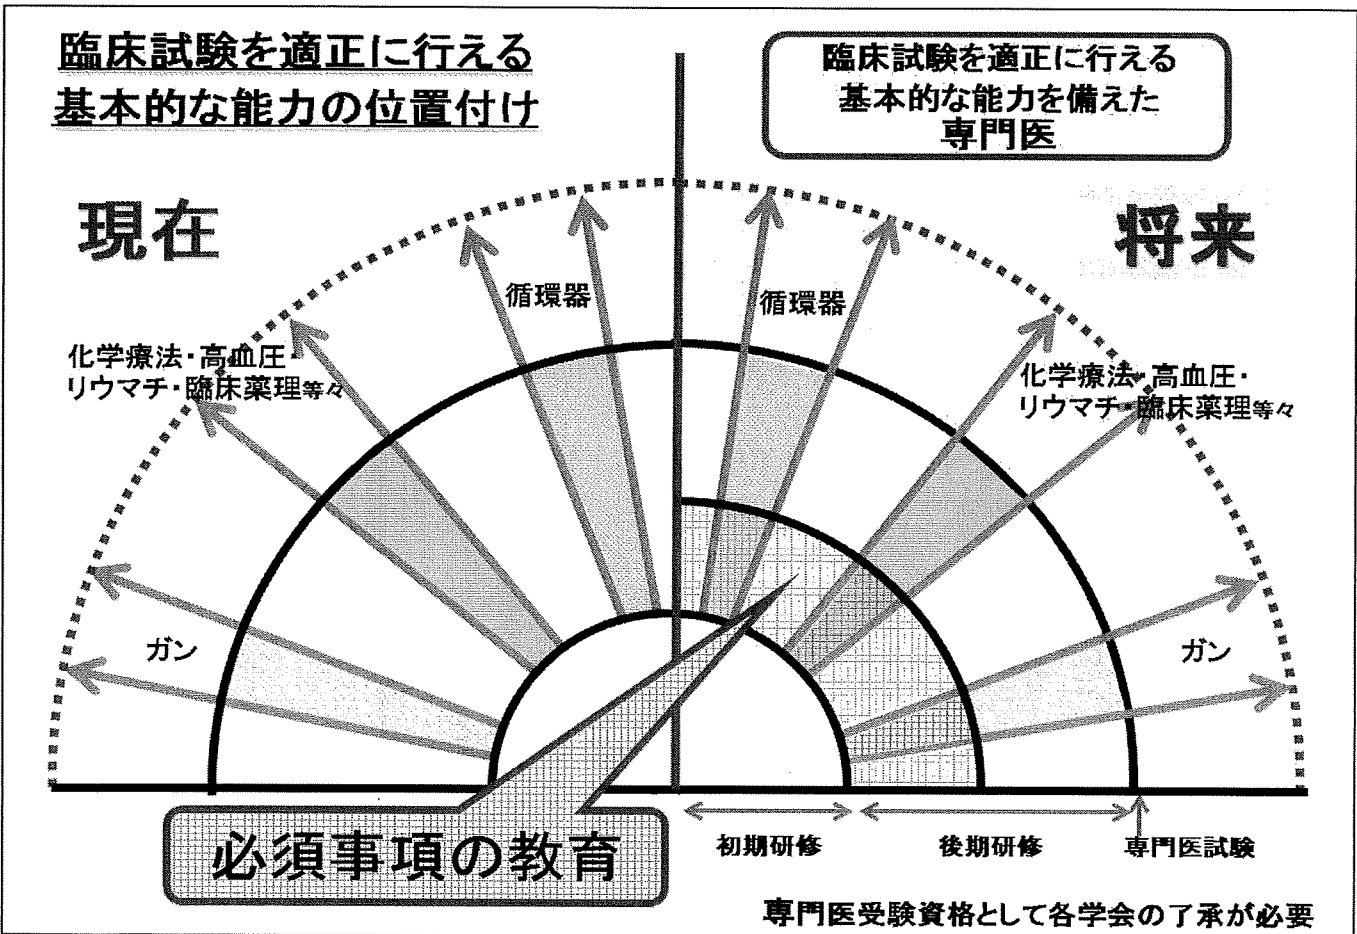 臨床試験を適正に行える
基本的な能力の位置付け
臨床試験を適正に行える
基本的な能力を備えた
専門医
現在
将来
循環器
循環器
化学療法・高血圧・
リウマチ・臨床薬理等々
化学療法・高血圧・
リウマチ・臨床薬理等々
ガン
ガン
必須事項の教育
初期研修
後期研修
専門医試験
専門医受験資格として各学会の了承が必要